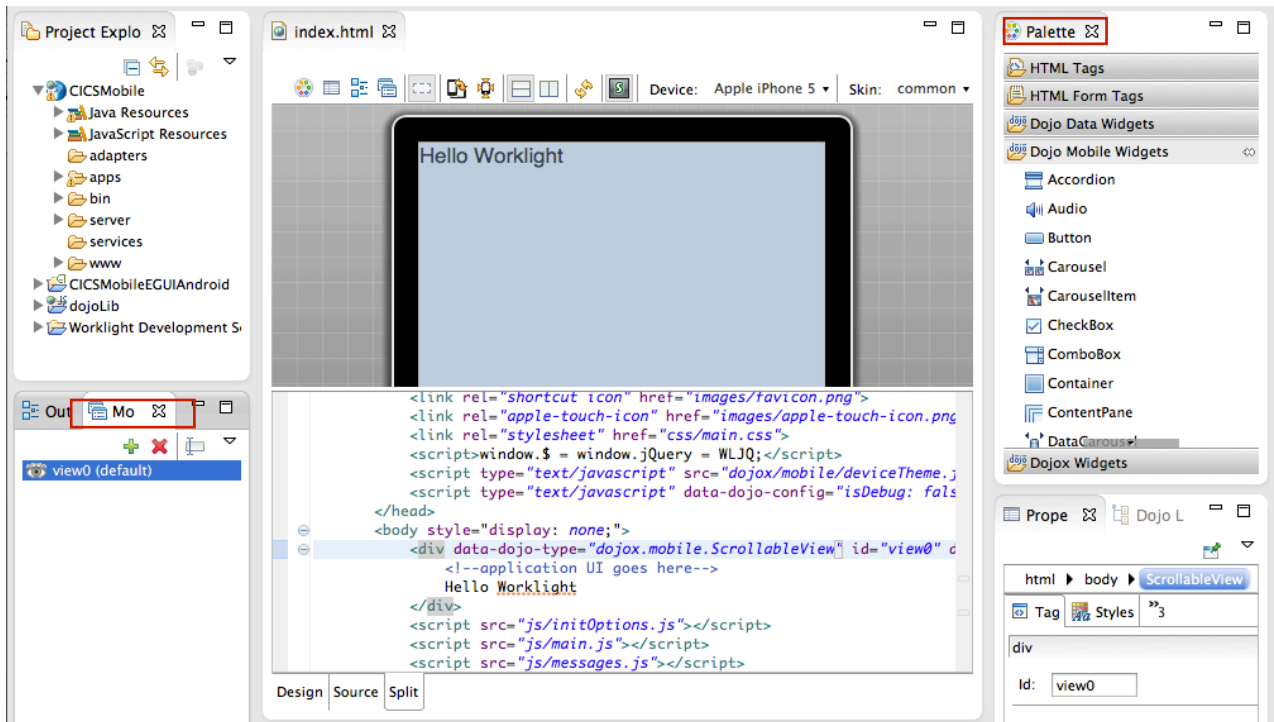 Project Explo
CICSMobile
Java Resources
JavaScript Resources
adapters
apps
bin
server
services
www
CICSMobileEGUIAndroid
dojoLib
Worklight Development S
Out Mo
view0 (default)
index.html
Device: Apple iPhone 5 Skin: common
Hello Worklight
<link rel="shortcut icon" href="images/favicon.png">
<link rel="apple-touch-icon" href="images/apple-touch-icon.png
<link rel="stylesheet" href="css/main.css">
<script>window.$ = window.jQuery = WLJQ;</script>
<script type="text/javascript" src="dojox/mobile/deviceTheme.j
<script type="text/javascript" data-dojo-config="isDebug: fals
</head>
<body style="display: none;">
<div data-dojo-type="dojox.mobile.ScrollableView" id="view0" d
<!--application UI goes here-->
Hello Worklight
</div>
<script src="js/initOptions.js"></script>
<script src="js/main.js"></script>
<script src="js/messages.js"></script>
Design Source Split
Palette
HTML Tags
HTML Form Tags
Dojo Data Widgets
Dojo Mobile Widgets
Accordion
Audio
Button
Carousel
CarouselItem
CheckBox
ComboBox
Container
ContentPane
DataCarousel
Dojox Widgets
Prope Dojo L
html body ScrollableView
Tag Styles »3
div
Id: view0